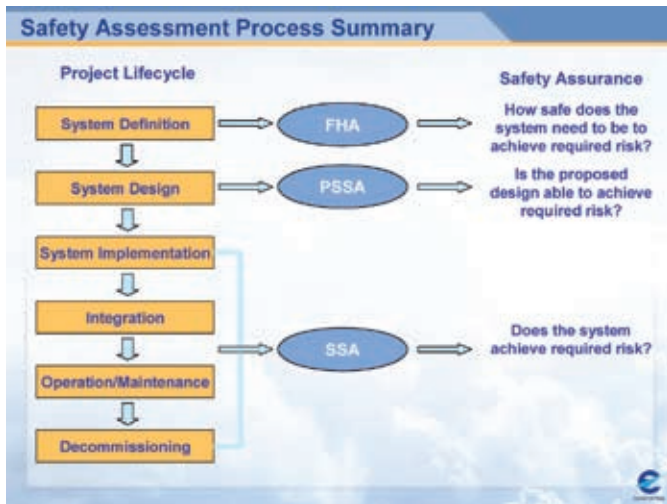 Safety Assessment Process Summary
Project Lifecycle
Safety Assurance
System Definition
FHA
How safe does the
system need to be to
achieve required risk?
System Design
PSSA
Is the proposed
design able to achieve
required risk?
System Implementation
Integration
SSA
Does the system
achieve required risk?
Operation/Maintenance
Decommissioning